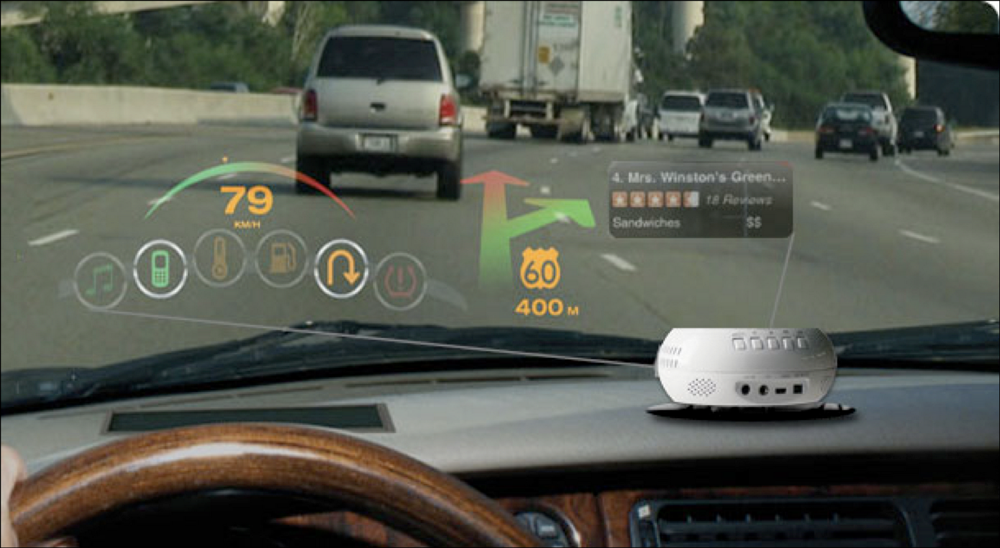 79
KM/H
4. Mrs. Winston's Green...
18 Reviews
Sandwiches $$
60
400 M